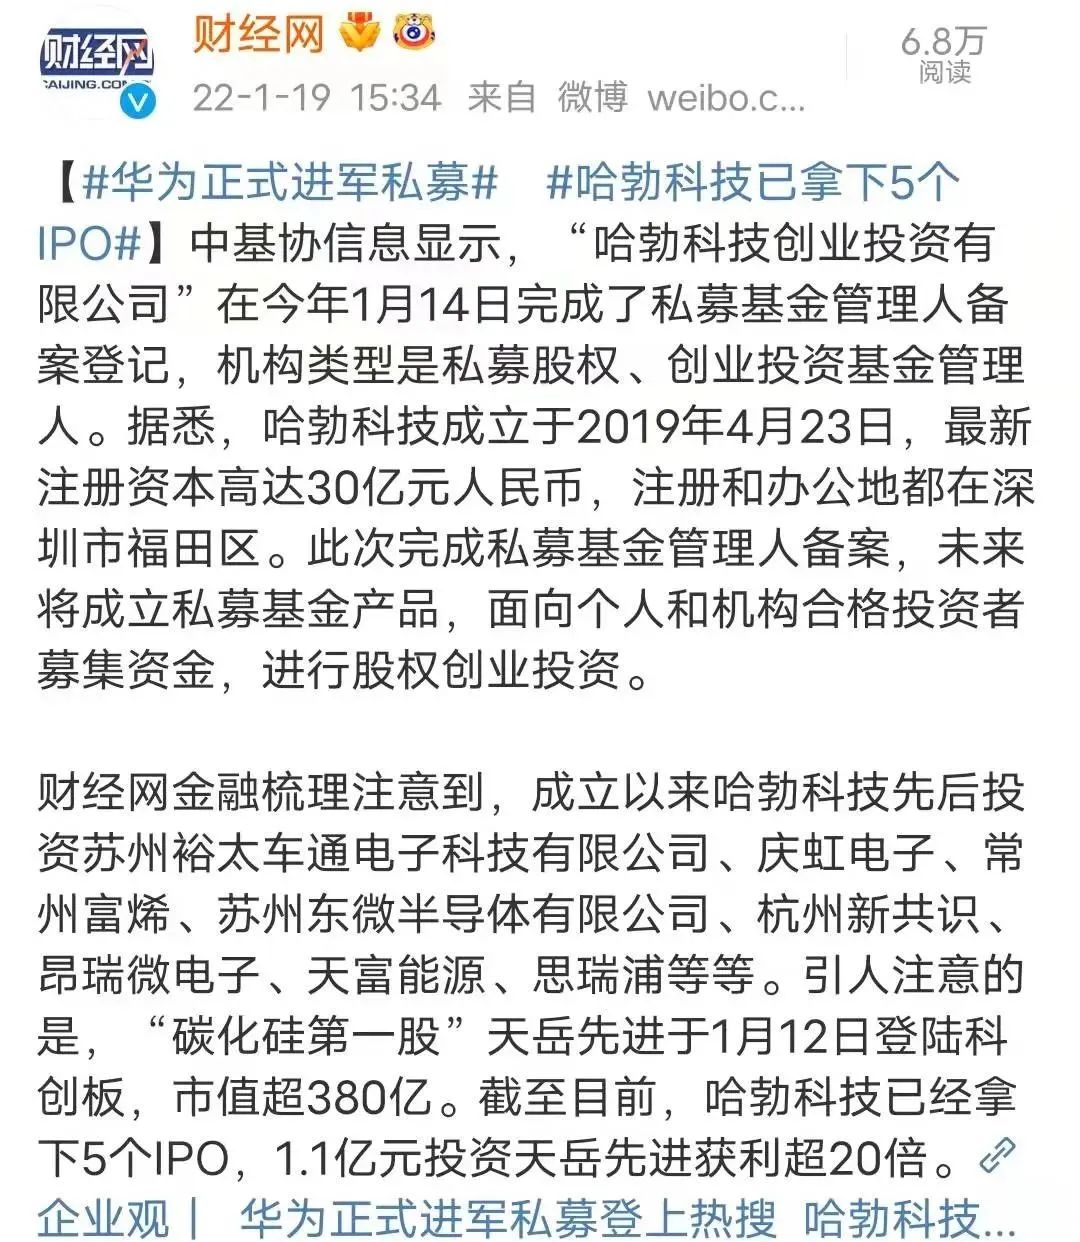 财经网
AIJING.CO
财经网
6.8万
阅读
22-1-19 15:34 来自 微博 weibo.c...
【#华为正式进军私募# #哈勃科技已拿下5个
IPO#】中基协信息显示，“哈勃科技创业投资有
限公司”在今年1月14日完成了私募基金管理人备
案登记，机构类型是私募股权、创业投资基金管理
人。据悉，哈勃科技成立于2019年4月23日，最新
注册资本高达30亿元人民币，注册和办公地都在深
圳市福田区。此次完成私募基金管理人备案，未来
将成立私募基金产品，面向个人和机构合格投资者
募集资金，进行股权创业投资。
财经网金融梳理注意到，成立以来哈勃科技先后投
资苏州裕太车通电子科技有限公司、庆虹电子、常
州富烯、苏州东微半导体有限公司、杭州新共识、
昂瑞微电子、天富能源、思瑞浦等等。引人注意的
是，“碳化硅第一股”天岳先进于1月12日登陆科
创板，市值超380亿。截至目前，哈勃科技已经拿
下5个IPO，1.1亿元投资天岳先进获利超20倍。
企业观｜ 华为正式进军私募登上热搜 哈勃科技...